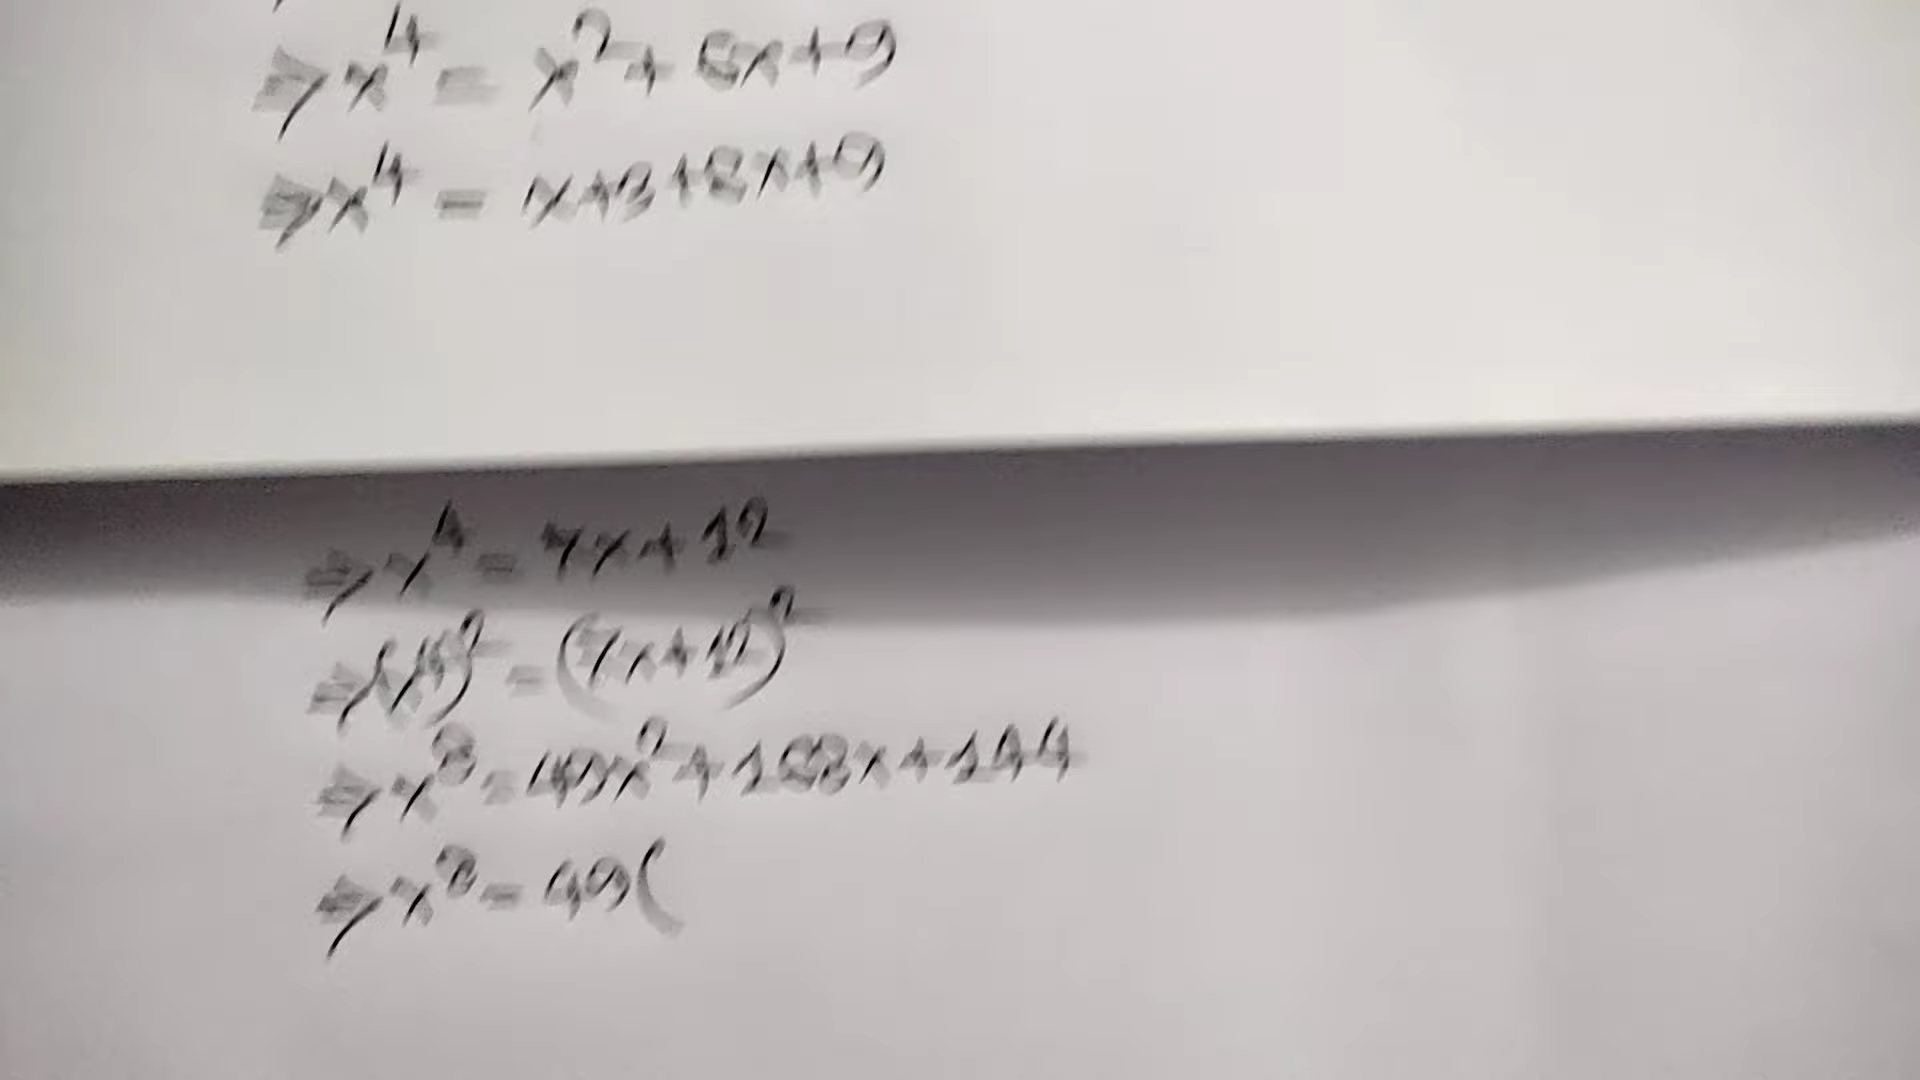 ⇒ x⁴ = x² + 6x + 9
⇒ x⁴ = x + 3 + 6x + 9
⇒ x⁴ = 7x + 12
⇒ (x⁴)² = (7x + 12)²
⇒ x⁸ = 49x² + 168x + 144
⇒ x⁸ = 49(